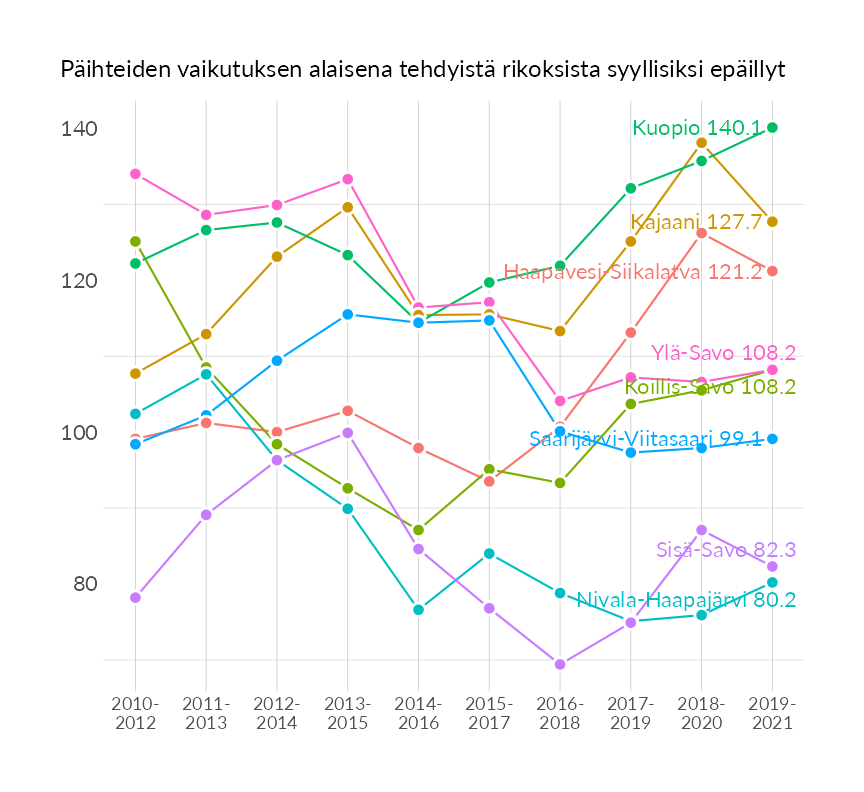 Päihteiden vaikutuksen alaisena tehdyistä rikoksista syyllisiksi epäillyt
140
120
100
80
Kuopio 140.1
Kajaani 127.7
Haapavesi-Siikalatva 121.2
Ylä-Savo 108.2
Koillis-Savo 108.2
Saarijärvi-Viitasaari 99.1
Sisä-Savo 82.3
Nivala-Haapajärvi 80.2
2010-
2012
2011-
2013
2012-
2014
2013-
2015
2014-
2016
2015-
2017
2016-
2018
2017-
2019
2018-
2020
2019-
2021